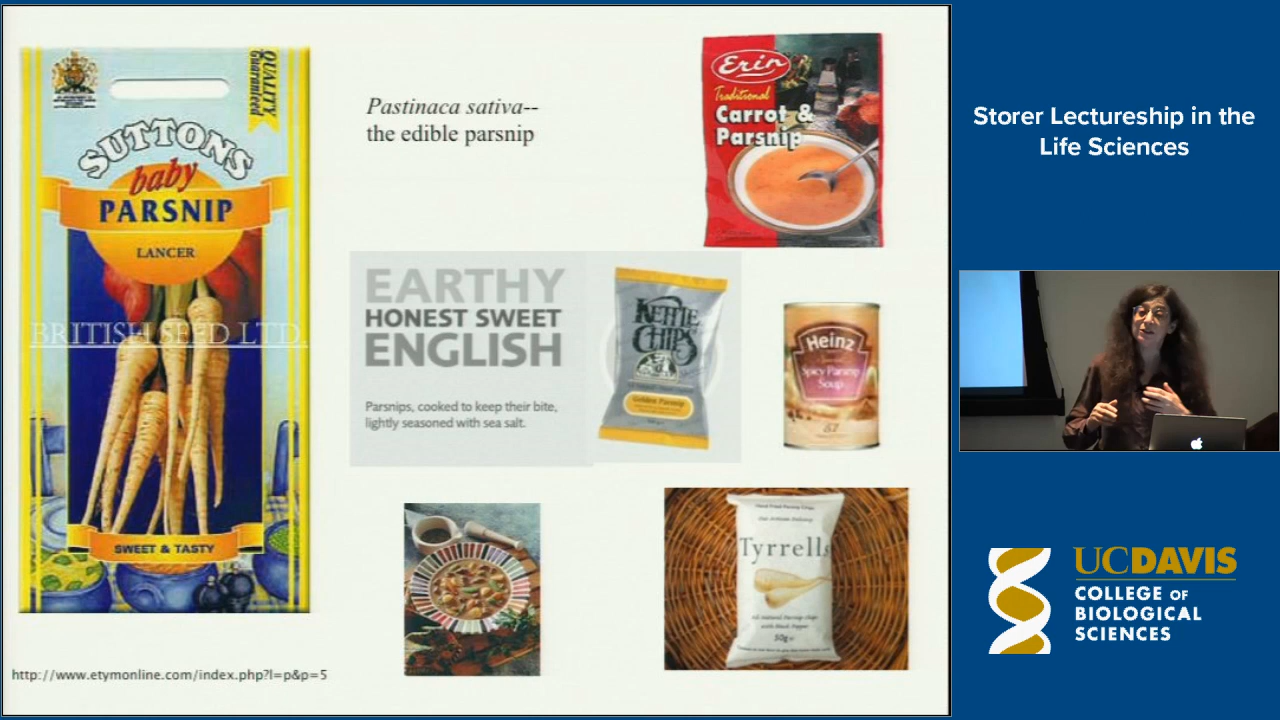 QUALITY
Guaranteed
SUTTONS
baby
PARSNIP
LANCER
BRITISH SEED LTD.
SWEET & TASTY
http://www.etymonline.com/index.php?l=p&p=5
Pastinaca sativa--
the edible parsnip
Erin
Traditional
Carrot &
Parsnip
EARTHY
HONEST SWEET
ENGLISH
Parsnips, cooked to keep their bite,
lightly seasoned with sea salt.
KETTLE
CHIPS
Golden Parsnip
Heinz
Spicy Parsnip
Soup
Tyrrells
with Black Pepper
50g e
Storer Lectureship in the
Life Sciences
UCDAVIS
COLLEGE OF
BIOLOGICAL
SCIENCES